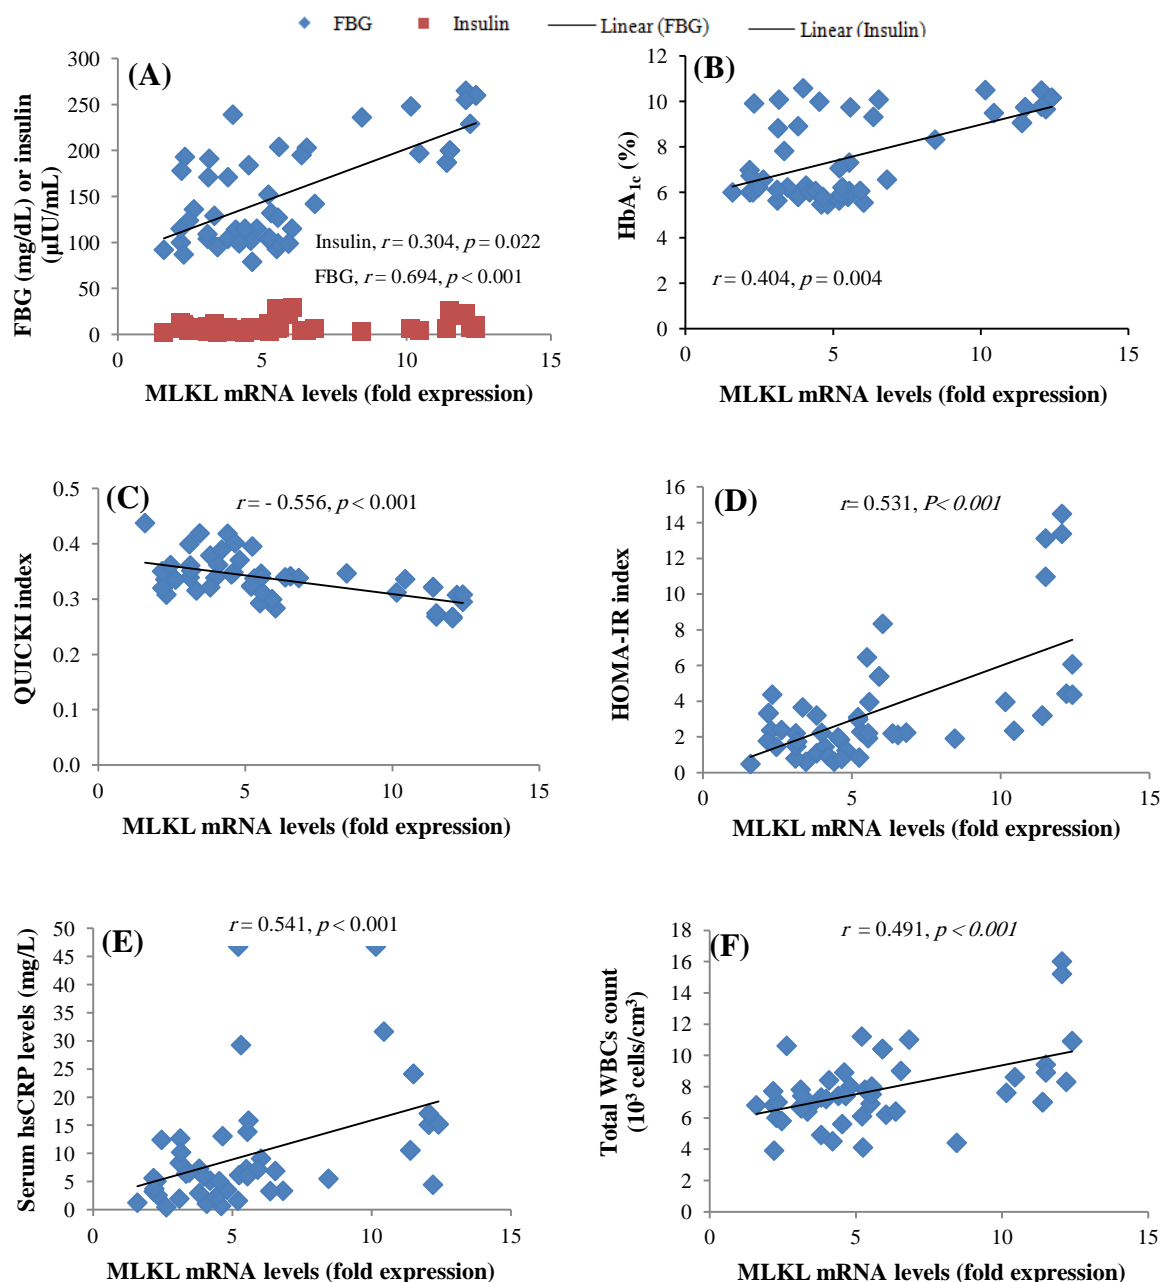 FBG Insulin Linear (FBG) Linear (Insulin)
(A)
300
250
200
150
100
50
0
FBG (mg/dL) or insulin
(µIU/mL)
Insulin, r = 0.304, p = 0.022
FBG, r = 0.694, p < 0.001
0 5 10 15
MLKL mRNA levels (fold expression)
(B)
12
10
8
6
4
2
0
HbA1c (%)
r = 0.404, p = 0.004
0 5 10 15
MLKL mRNA levels (fold expression)
(C)
r = - 0.556, p < 0.001
0.5
0.4
0.3
0.2
0.1
0.0
QUICKI index
0 5 10 15
MLKL mRNA levels (fold expression)
(D)
r= 0.531, P< 0.001
16
14
12
10
8
6
4
2
0
HOMA-IR index
0 5 10 15
MLKL mRNA levels (fold expression)
(E)
r = 0.541, p < 0.001
50
45
40
35
30
25
20
15
10
5
0
Serum hsCRP levels (mg/L)
0 5 10 15
MLKL mRNA levels (fold expression)
(F)
r = 0.491, p < 0.001
18
16
14
12
10
8
6
4
2
0
Total WBCs count
(10³ cells/cm³)
0 5 10 15
MLKL mRNA levels (fold expression)